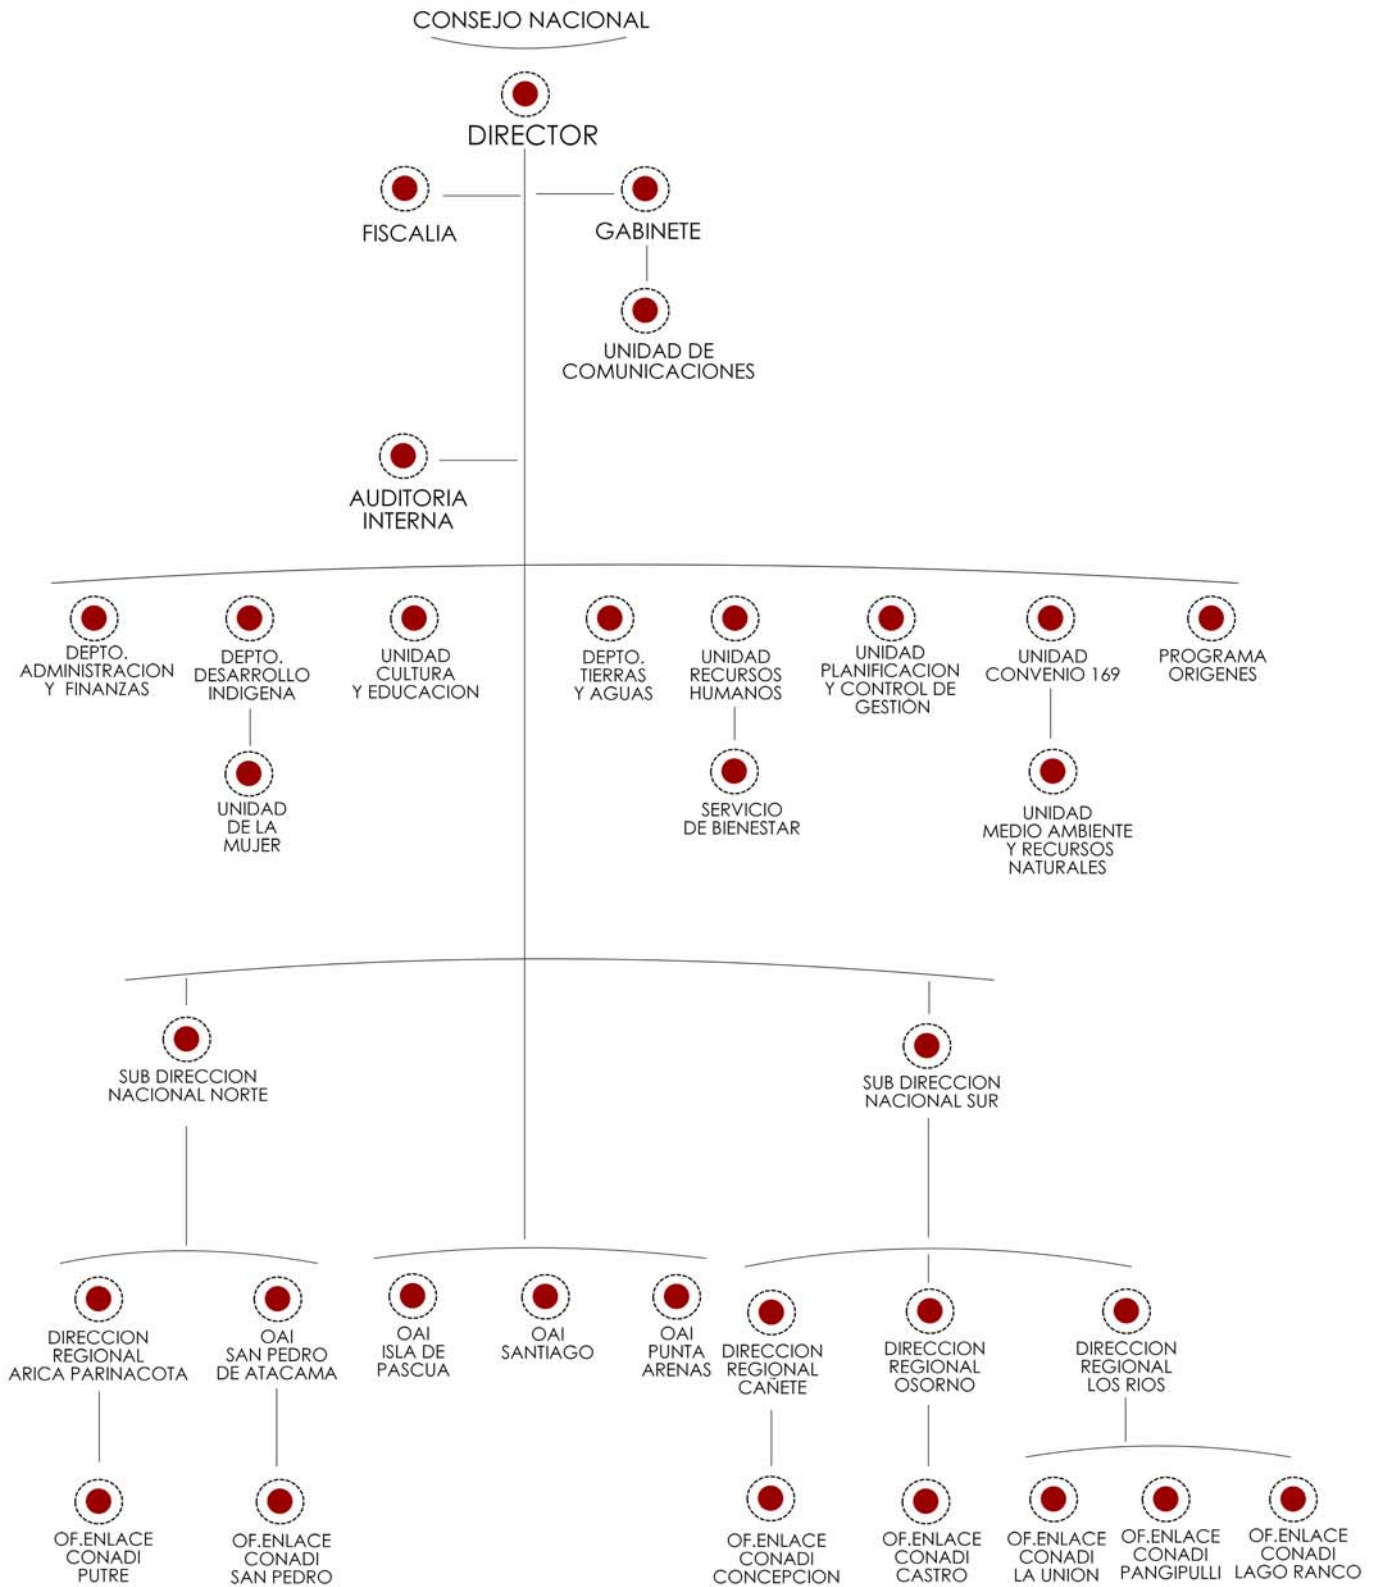 CONSEJO NACIONAL
DIRECTOR
FISCALIA
GABINETE
UNIDAD DE
COMUNICACIONES
AUDITORIA
INTERNA
DEPTO.
ADMINISTRACION
Y FINANZAS
DEPTO.
DESARROLLO
INDIGENA
UNIDAD
CULTURA
Y EDUCACION
DEPTO.
TIERRAS
Y AGUAS
UNIDAD
RECURSOS
HUMANOS
UNIDAD
PLANIFICACION
Y CONTROL DE
GESTIÓN
UNIDAD
CONVENIO 169
PROGRAMA
ORIGENES
UNIDAD
DE LA
MUJER
SERVICIO
DE BIENESTAR
UNIDAD
MEDIO AMBIENTE
Y RECURSOS
NATURALES
SUB DIRECCION
NACIONAL NORTE
SUB DIRECCION
NACIONAL SUR
DIRECCION
REGIONAL
ARICA PARINACOTA
OAI
SAN PEDRO
DE ATACAMA
OAI
ISLA DE
PASCUA
OAI
SANTIAGO
OAI
PUNTA
ARENAS
DIRECCION
REGIONAL
CAÑETE
DIRECCION
REGIONAL
OSORNO
DIRECCION
REGIONAL
LOS RIOS
OF.ENLACE
CONADI
PUTRE
OF.ENLACE
CONADI
SAN PEDRO
OF.ENLACE
CONADI
CONCEPCION
OF.ENLACE
CONADI
CASTRO
OF.ENLACE
CONADI
LA UNION
OF.ENLACE
CONADI
PANGIPULLI
OF.ENLACE
CONADI
LAGO RANCO